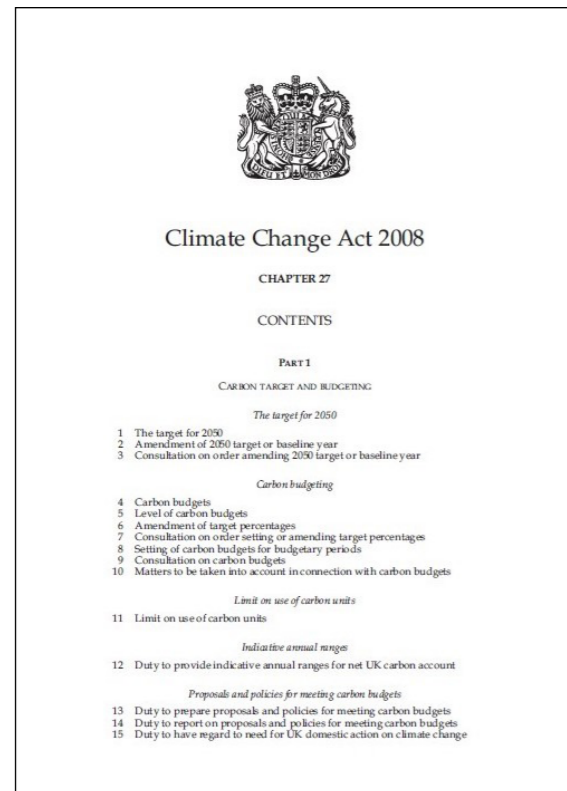 DIEU ET MON DROIT
Climate Change Act 2008
CHAPTER 27
CONTENTS
PART 1
CARBON TARGET AND BUDGETING
The target for 2050
1 The target for 2050
2 Amendment of 2050 target or baseline year
3 Consultation on order amending 2050 target or baseline year
Carbon budgeting
4 Carbon budgets
5 Level of carbon budgets
6 Amendment of target percentages
7 Consultation on order setting or amending target percentages
8 Setting of carbon budgets for budgetary periods
9 Consultation on carbon budgets
10 Matters to be taken into account in connection with carbon budgets
Limit on use of carbon units
11 Limit on use of carbon units
Indicative annual ranges
12 Duty to provide indicative annual ranges for net UK carbon account
Proposals and policies for meeting carbon budgets
13 Duty to prepare proposals and policies for meeting carbon budgets
14 Duty to report on proposals and policies for meeting carbon budgets
15 Duty to have regard to need for UK domestic action on climate change